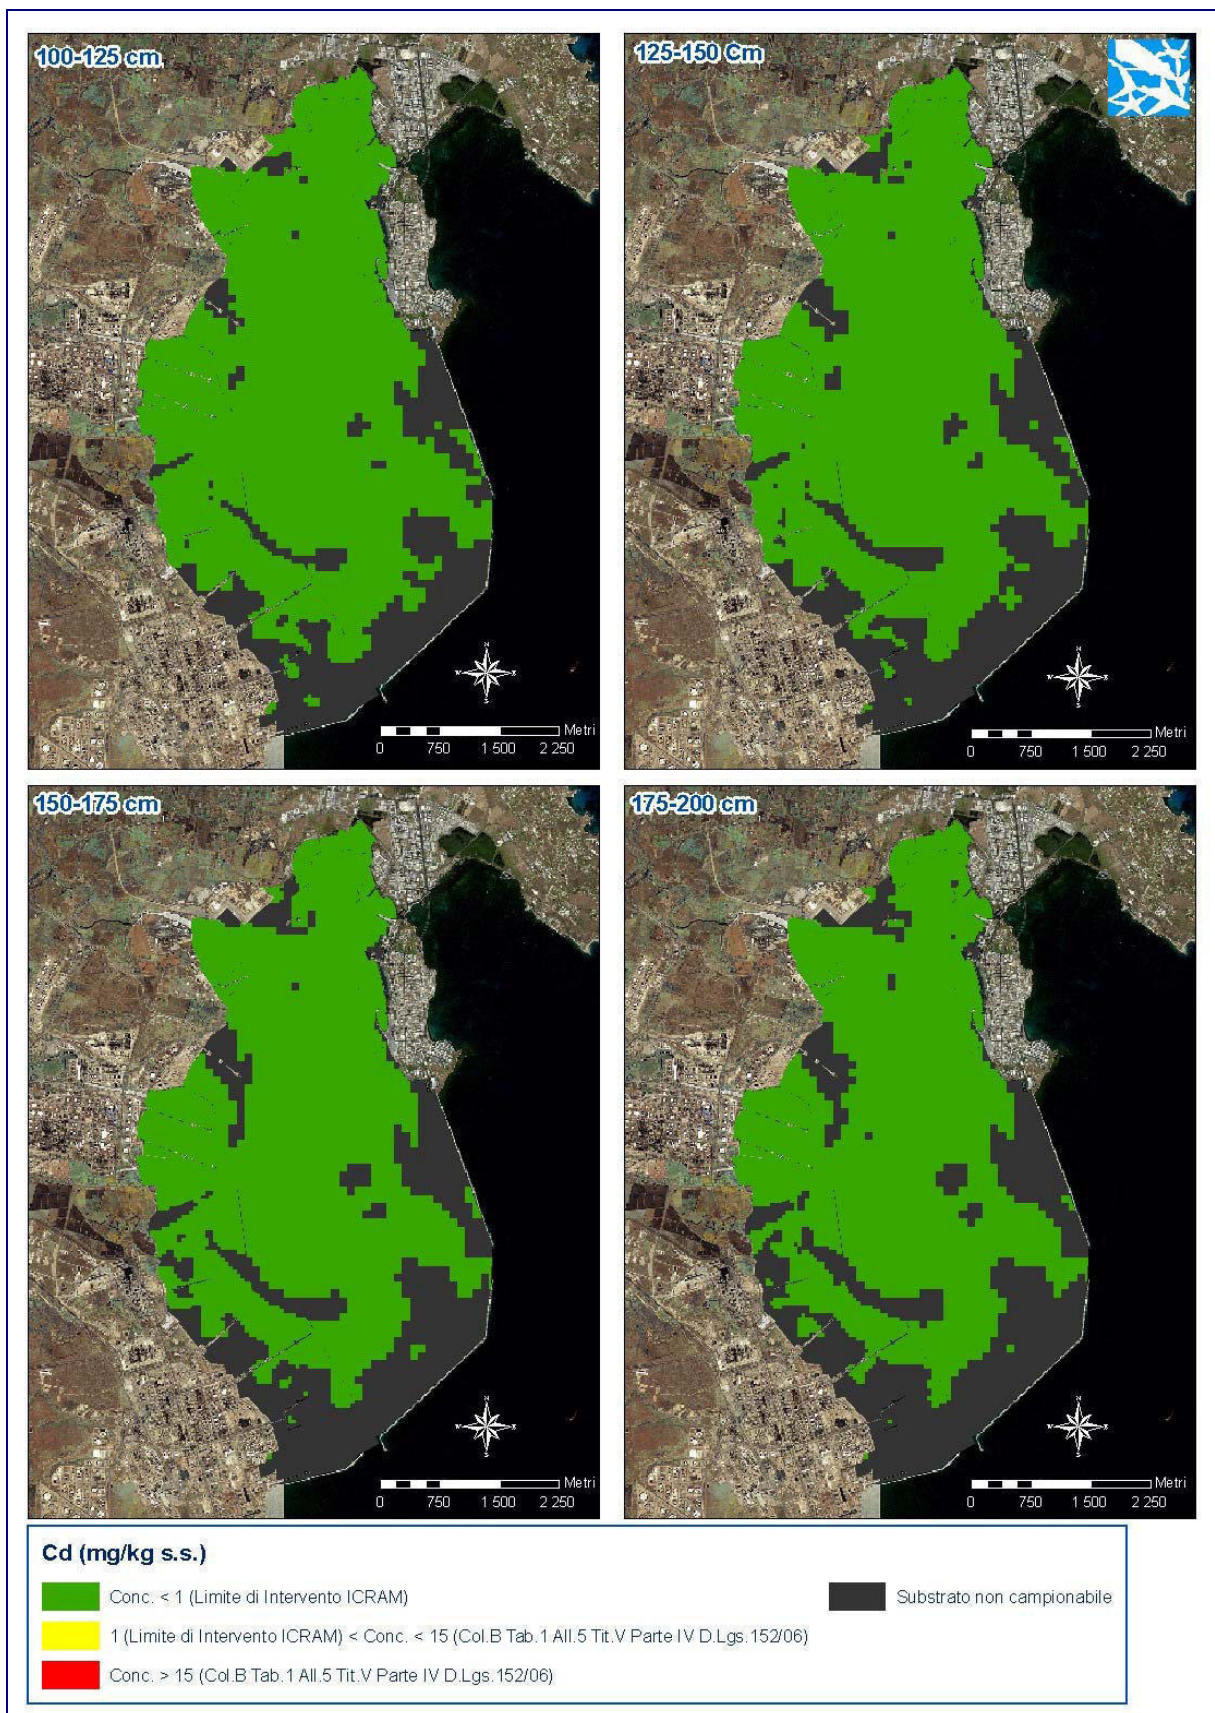 100-125 cm
125-150 Cm
N
W E
S
Metri
0 750 1 500 2 250
N
W E
S
Metri
0 750 1 500 2 250
150-175 cm
175-200 cm
N
W E
S
Metri
0 750 1 500 2 250
N
W E
S
Metri
0 750 1 500 2 250
Cd (mg/kg s.s.)
Conc. < 1 (Limite di Intervento ICRAM)
Substrato non campionabile
1 (Limite di Intervento ICRAM) < Conc. < 15 (Col.B Tab.1 All.5 Tit.V Parte IV D.Lgs.152/06)
Conc. > 15 (Col.B Tab.1 All.5 Tit.V Parte IV D.Lgs.152/06)